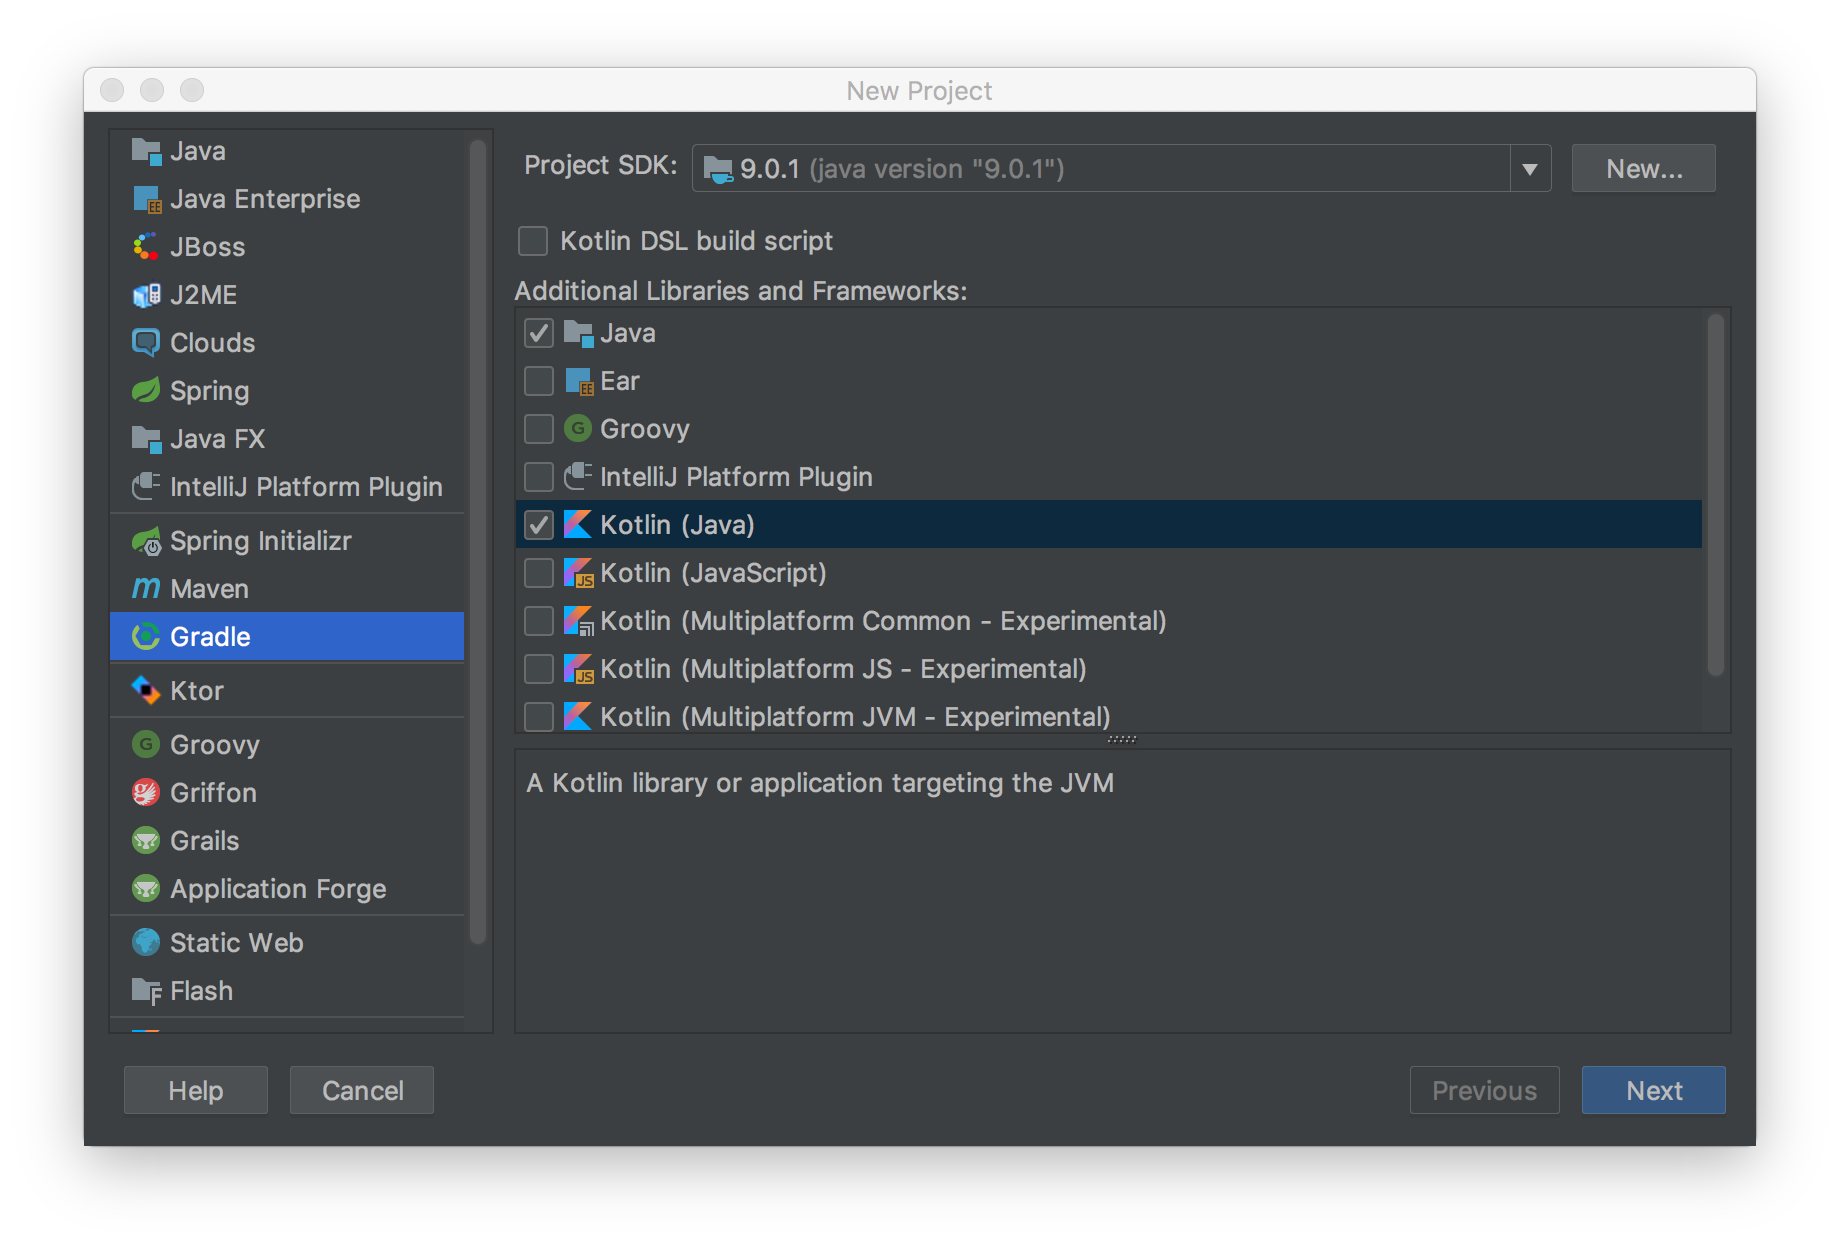 New Project
Java
Java Enterprise
JBoss
J2ME
Clouds
Spring
Java FX
IntelliJ Platform Plugin
Spring Initializr
Maven
Gradle
Ktor
Groovy
Griffon
Grails
Application Forge
Static Web
Flash
Project SDK: 9.0.1 (java version "9.0.1") New...
Kotlin DSL build script
Additional Libraries and Frameworks:
Java
Ear
Groovy
IntelliJ Platform Plugin
Kotlin (Java)
Kotlin (JavaScript)
Kotlin (Multiplatform Common - Experimental)
Kotlin (Multiplatform JS - Experimental)
Kotlin (Multiplatform JVM - Experimental)
A Kotlin library or application targeting the JVM
Help Cancel Previous Next